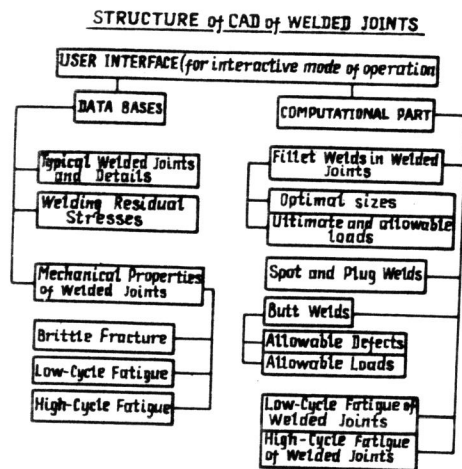 STRUCTURE of CAD of WELDED JOINTS
USER INTERFACE (for interactive mode of operation
DATA BASES
Typical Welded Joints
and Details
Welding Residual
Stresses
Mechanical Properties
of Welded Joints
Brittle Fracture
Low-Cycle Fatigue
High-Cycle Fatigue
COMPUTATIONAL PART
Fillet Welds in Welded
Joints
Optimal sizes
Ultimate and allowable
loads
Spot and Plug Welds
Butt Welds
Allowable Defects
Allowable Loads
Low-Cycle Fatigue of
Welded Joints
High-Cycle Fatigue
of Welded Joints